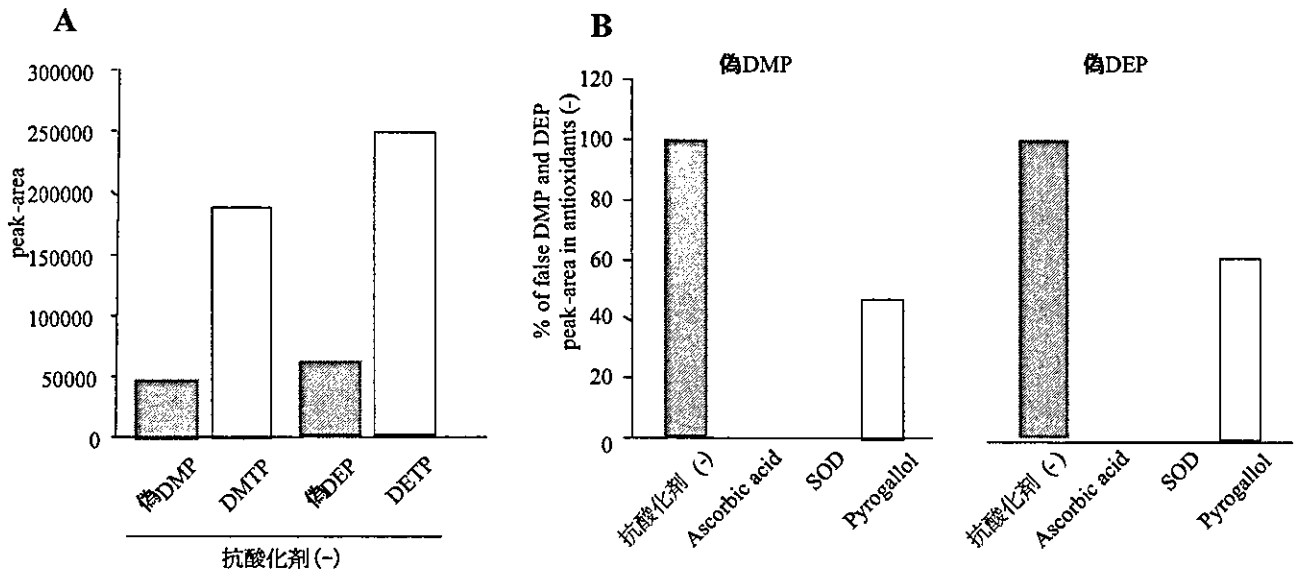 A
300000
250000
200000
150000
100000
50000
0
peak-area
偽DMP
DMTP
偽DEP
DETP
抗酸化剤 (-)
B
偽DMP
偽DEP
% of false DMP and DEP
peak-area in antioxidants (-)
120
100
80
60
40
20
0
抗酸化剤 (-)
Ascorbic acid
SOD
Pyrogallol
抗酸化剤 (-)
Ascorbic acid
SOD
Pyrogallol